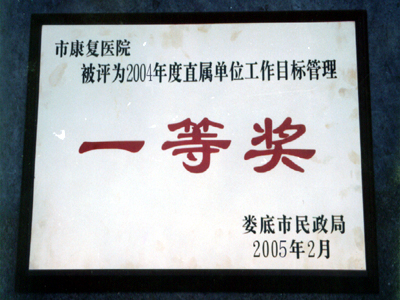 市康复医院
被评为2004年度直属单位工作目标管理
一等奖
娄底市民政局
2005年2月